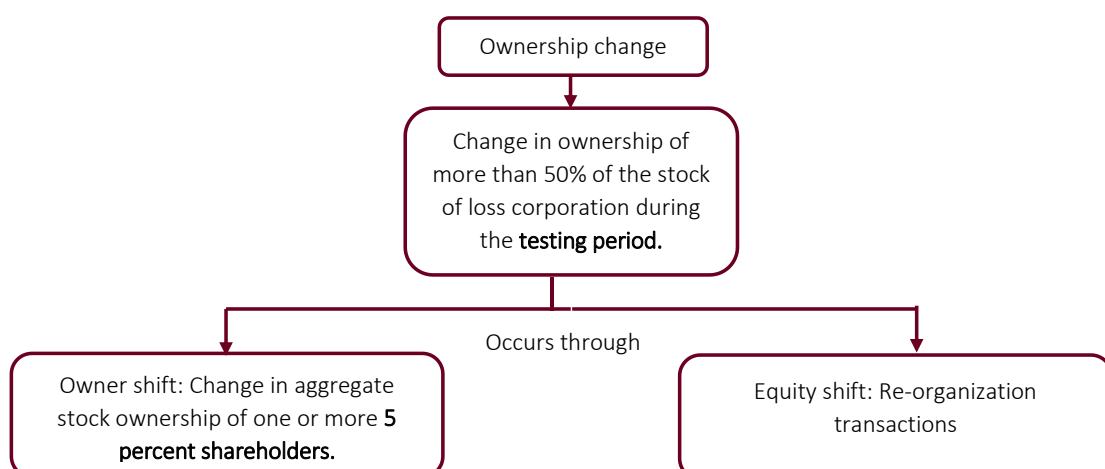 Ownership change
Change in ownership of
more than 50% of the stock
of loss corporation during
the testing period.
Occurs through
Owner shift: Change in aggregate
stock ownership of one or more 5
percent shareholders.
Equity shift: Re-organization
transactions